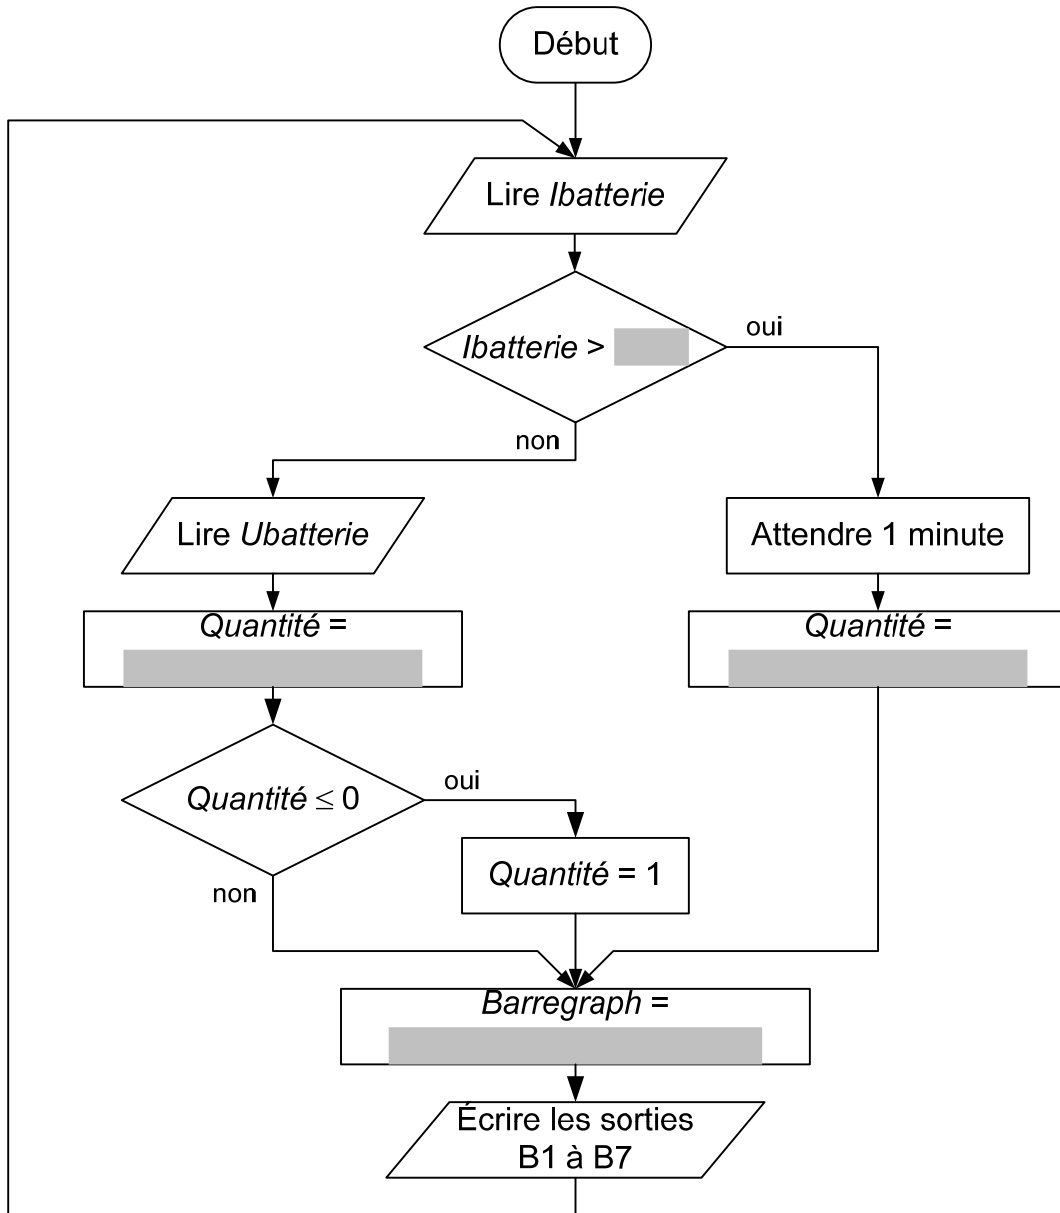 Début
Lire Ibatterie
Ibatterie >
oui
non
Lire Ubatterie
Attendre 1 minute
Quantité =
Quantité =
Quantité ≤ 0
oui
non
Quantité = 1
Barregraph =
Écrire les sorties
B1 à B7